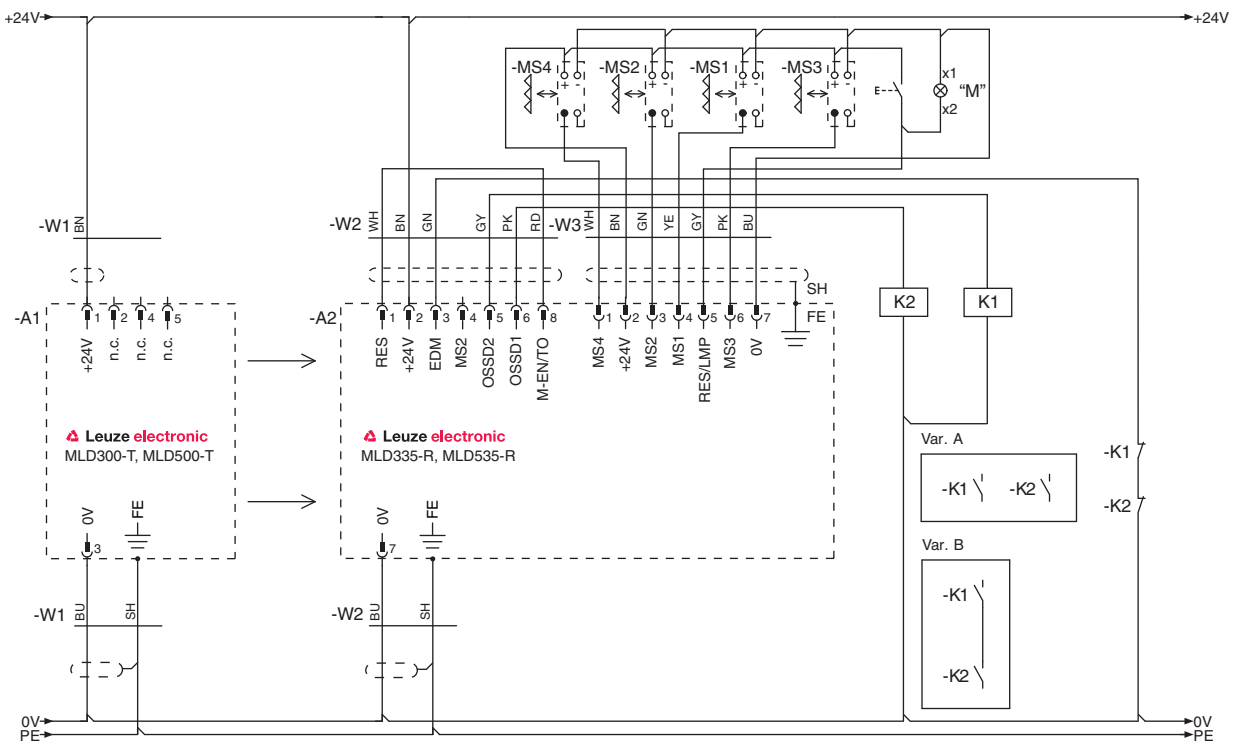 +24V +24V
-MS4 -MS2 -MS1 -MS3
+ - + - + - + -
E
x1
"M"
x2
-W1 BN
-W2 WH BN GN GY PK RD
-W3 WH BN GN YE GY PK BU
SH
FE
K2 K1
-A1
1 2 4 5
+24V n.c. n.c. n.c.
-A2
1 2 3 4 5 6 8
RES +24V EDM MS2 OSSD2 OSSD1 M-EN/TO
1 2 3 4 5 6 7
MS4 +24V MS2 MS1 RES/LMP MS3 0V
Leuze electronic
MLD300-T, MLD500-T
Leuze electronic
MLD335-R, MLD535-R
Var. A
-K1 -K2
-K1
-K2
Var. B
-K1
-K2
0V FE
3
0V FE
7
-W1 BU SH
-W2 BU SH
0V 0V
PE PE